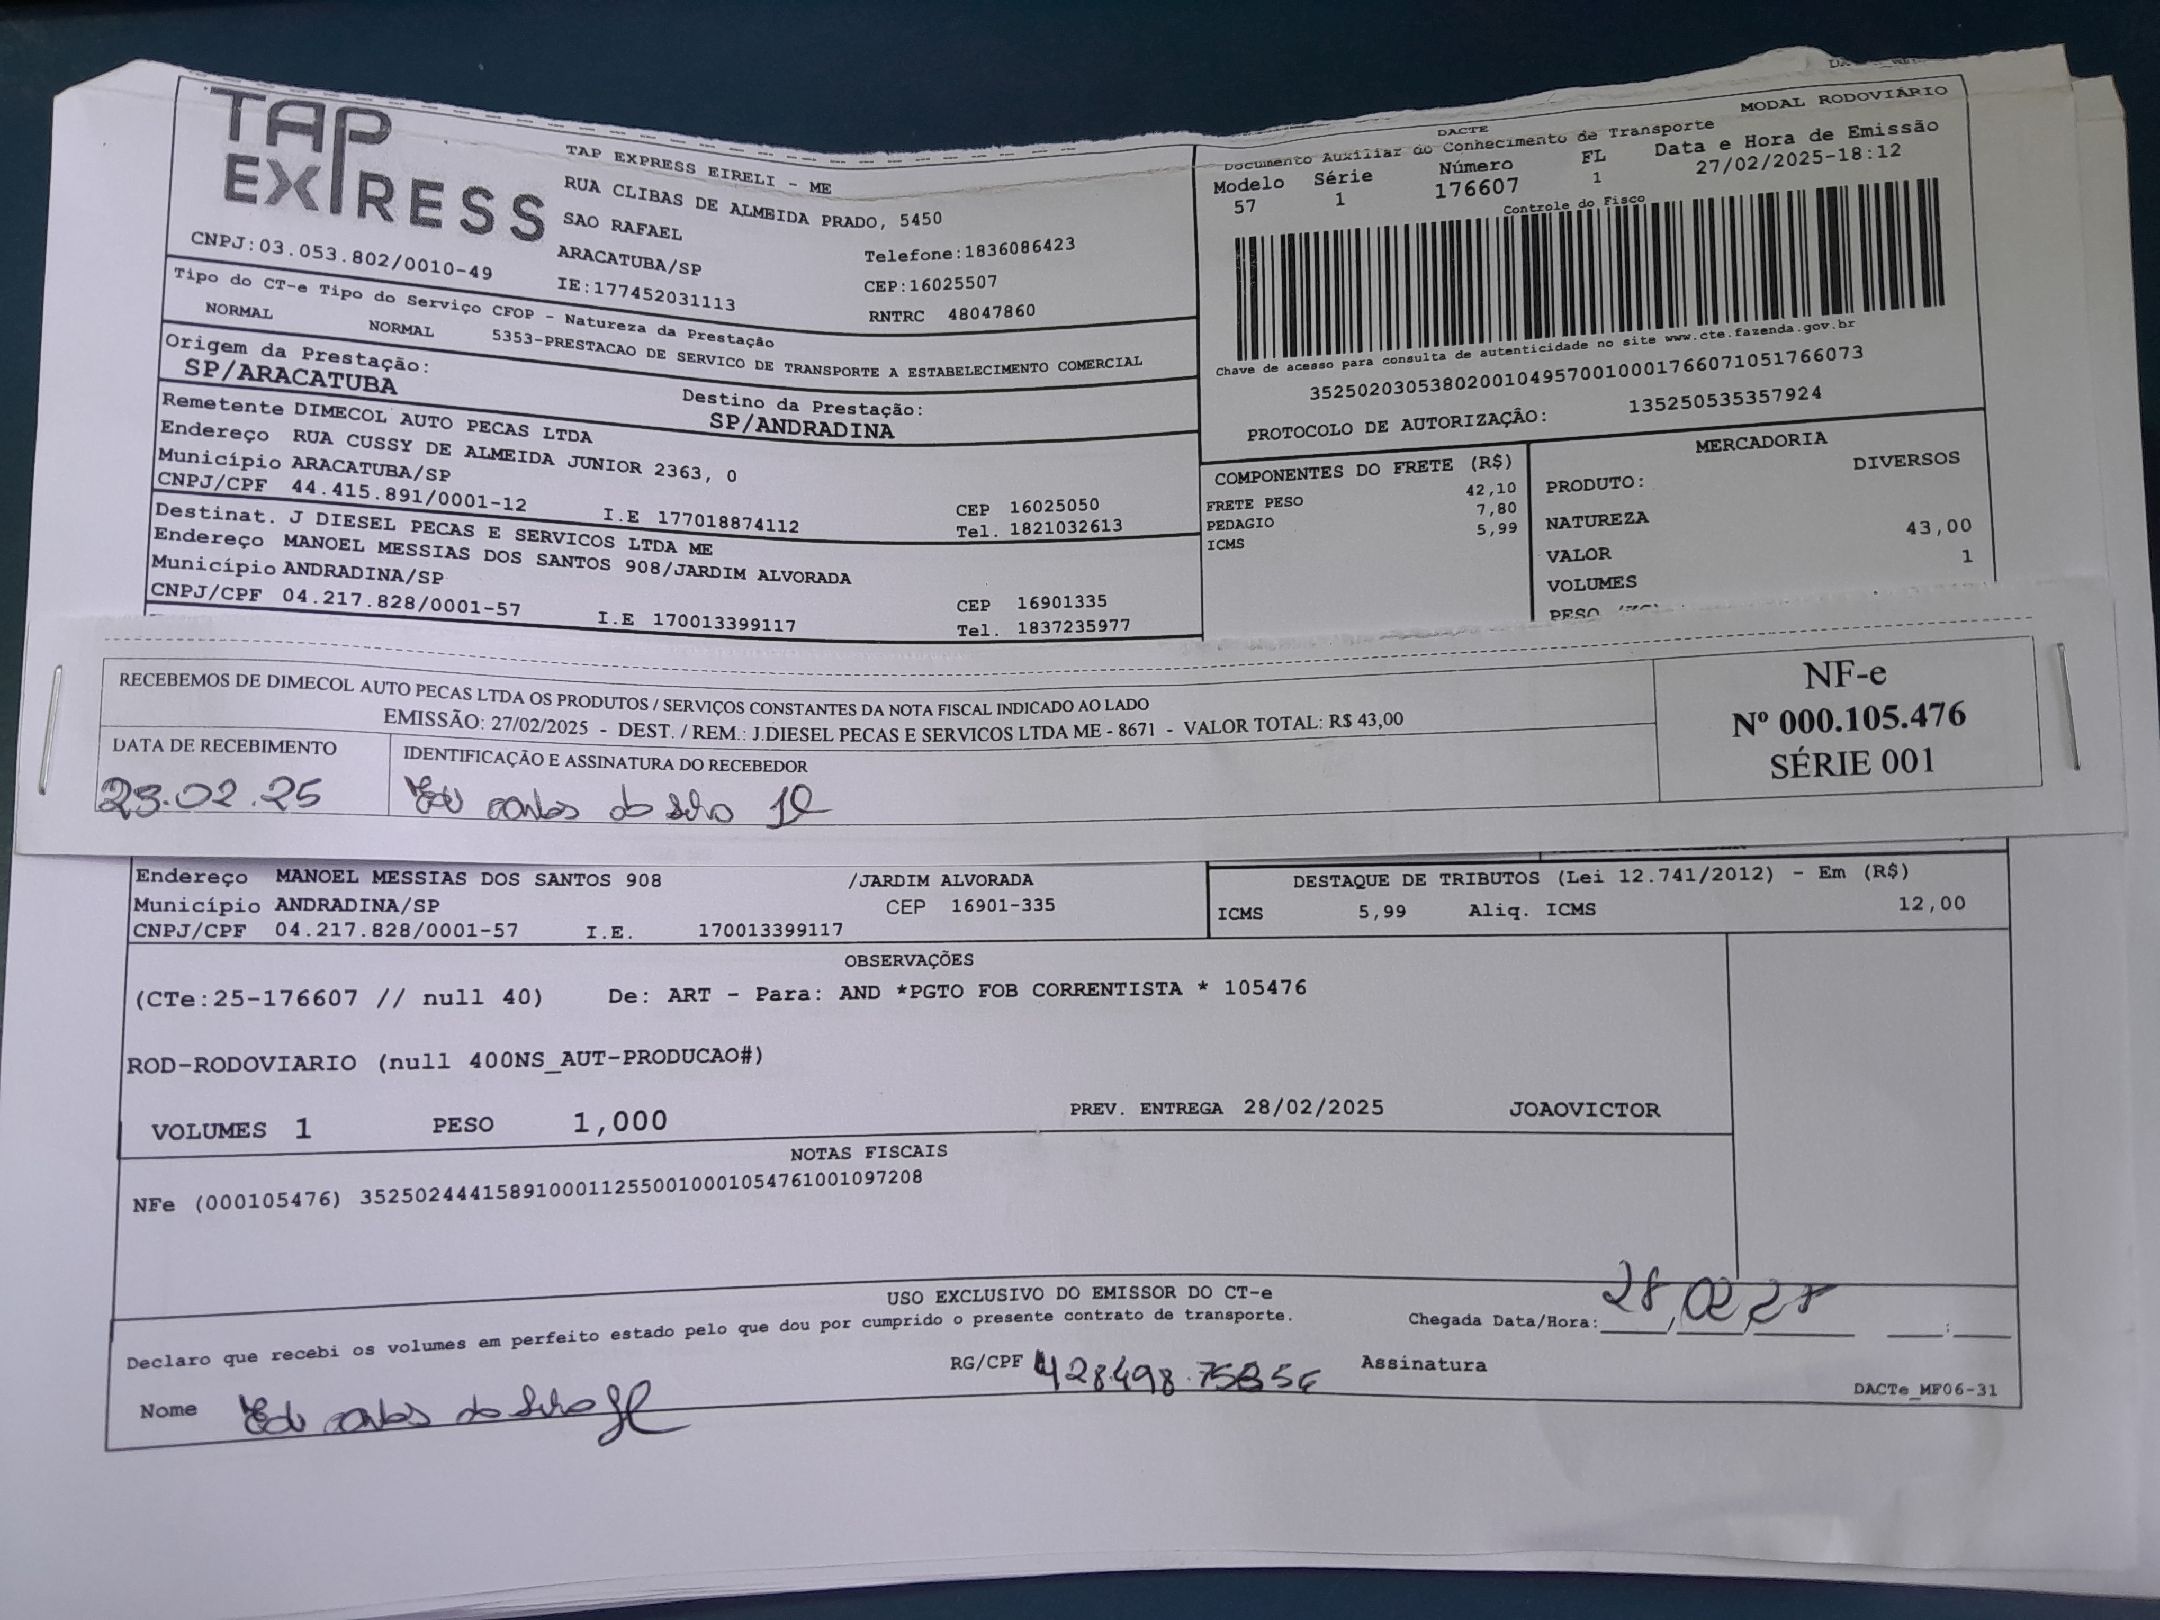 TAP
EXPRESS
CNPJ:03.053.802/0010-49
TAP EXPRESS EIRELI - ME
RUA CLIBAS DE ALMEIDA PRADO, 5450
SAO RAFAEL
ARACATUBA/SP
IE:177452031113
Telefone:1836086423
CEP:16025507
RNTRC 48047860
MODAL RODOVIÁRIO
DACTE
Documento Auxiliar do Conhecimento de Transporte
Modelo Série Número FL Data e Hora de Emissão
57 1 176607 1 27/02/2025-18:12
Controle do Fisco
Chave de acesso para consulta de autenticidade no site www.cte.fazenda.gov.br
35250203053802001049570010001766071051766073
PROTOCOLO DE AUTORIZAÇÃO: 135250535357924
Tipo do CT-e Tipo do Serviço CFOP - Natureza da Prestação
NORMAL NORMAL 5353-PRESTACAO DE SERVICO DE TRANSPORTE A ESTABELECIMENTO COMERCIAL
Origem da Prestação: Destino da Prestação:
SP/ARACATUBA SP/ANDRADINA
Remetente DIMECOL AUTO PECAS LTDA
Endereço RUA CUSSY DE ALMEIDA JUNIOR 2363, 0
Município ARACATUBA/SP CEP 16025050
CNPJ/CPF 44.415.891/0001-12 I.E 177018874112 Tel. 1821032613
Destinat. J DIESEL PECAS E SERVICOS LTDA ME
Endereço MANOEL MESSIAS DOS SANTOS 908/JARDIM ALVORADA
Município ANDRADINA/SP CEP 16901335
CNPJ/CPF 04.217.828/0001-57 I.E 170013399117 Tel. 1837235977
COMPONENTES DO FRETE (R$)
FRETE PESO 42,10
PEDAGIO 7,80
ICMS 5,99
MERCADORIA
PRODUTO: DIVERSOS
NATUREZA
VALOR 43,00
VOLUMES 1
PESO
RECEBEMOS DE DIMECOL AUTO PECAS LTDA OS PRODUTOS / SERVIÇOS CONSTANTES DA NOTA FISCAL INDICADO AO LADO
EMISSÃO: 27/02/2025 - DEST. / REM.: J.DIESEL PECAS E SERVICOS LTDA ME - 8671 - VALOR TOTAL: R$ 43,00
DATA DE RECEBIMENTO IDENTIFICAÇÃO E ASSINATURA DO RECEBEDOR
.02.25 carlos da Silva
NF-e
Nº 000.105.476
SÉRIE 001
Endereço MANOEL MESSIAS DOS SANTOS 908 /JARDIM ALVORADA
Município ANDRADINA/SP CEP 16901-335
CNPJ/CPF 04.217.828/0001-57 I.E. 170013399117
DESTAQUE DE TRIBUTOS (Lei 12.741/2012) - Em (R$)
ICMS 5,99 Aliq. ICMS 12,00
OBSERVAÇÕES
(CTe:25-176607 // null 40) De: ART - Para: AND *PGTO FOB CORRENTISTA * 105476
ROD-RODOVIARIO (null 400NS_AUT-PRODUCAO#)
VOLUMES 1 PESO 1,000 PREV. ENTREGA 28/02/2025 JOAOVICTOR
NOTAS FISCAIS
NFe (000105476) 35250244415891000112550010001054761001097208
USO EXCLUSIVO DO EMISSOR DO CT-e
Declaro que recebi os volumes em perfeito estado pelo que dou por cumprido o presente contrato de transporte.
Chegada Data/Hora: 28/02/
RG/CPF Assinatura
Nome carlos da Silva
DACTe_MF06-31